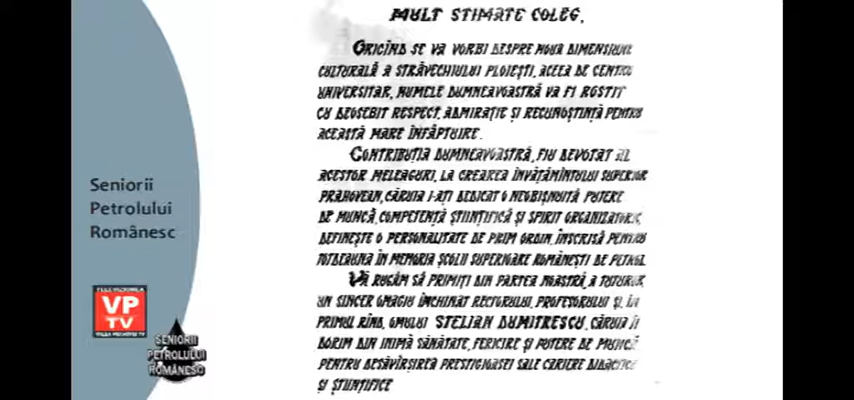 MULT STIMATE COLEG,
ORICÎND SE VA VORBI DESPRE NOUA DIMENSIUNE
CULTURALĂ A STRĂVECHIULUI PLOIEȘTI, ACEEA DE CENTRU
UNIVERSITAR, NUMELE DUMNEAVOASTRĂ VA FI ROSTIT
CU DEOSEBIT RESPECT, ADMIRAȚIE ȘI RECUNOȘTINȚĂ PENTRU
ACEASTĂ MARE ÎNFĂPTUIRE.
CONTRIBUȚIA DUMNEAVOASTRĂ, FIU DEVOTAT AL
ACESTOR MELEAGURI, LA CREAREA ÎNVĂȚĂMÎNTULUI SUPERIOR
PRAHOVEAN, CĂRUIA I-AȚI DEDICAT O NEOBIȘNUITĂ PUTERE
DE MUNCĂ, COMPETENȚĂ ȘTIINȚIFICĂ ȘI SPIRIT ORGANIZATORIC,
DEFINEȘTE O PERSONALITATE DE PRIM ORDIN, ÎNSCRISĂ PENTRU
TOTDEAUNA ÎN MEMORIA ȘCOLII SUPERIOARE ROMÂNEȘTI DE PETROL.
VĂ RUGĂM SĂ PRIMIȚI DIN PARTEA NOASTRĂ, A TUTUROR,
UN SINCER OMAGIU ÎNCHINAT RECTORULUI, PROFESORULUI ȘI, ÎN
PRIMUL RÎND, OMULUI STELIAN DUMITRESCU, CĂRUIA ÎI
DORIM DIN INIMĂ SĂNĂTATE, FERICIRE ȘI PUTERE DE MUNCĂ
PENTRU DESĂVÎRȘIREA PRESTIGIOASEI SALE CARIERE DIDACTICE
ȘI ȘTIINȚIFICE
Seniorii
Petrolului
Românesc
TELEVIZIUNEA
VP
TV
SENIORII
PETROLULUI
ROMÂNESC